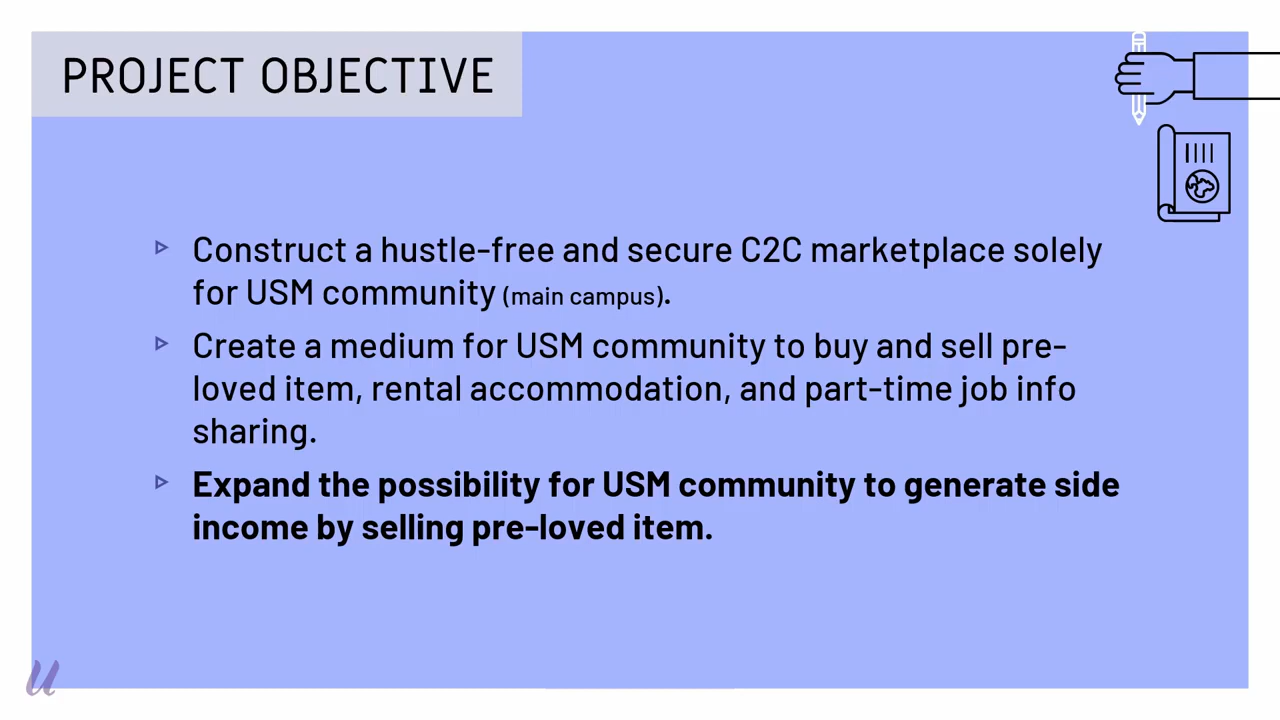 PROJECT OBJECTIVE
Construct a hustle-free and secure C2C marketplace solely
for USM community (main campus).
Create a medium for USM community to buy and sell pre-
loved item, rental accommodation, and part-time job info
sharing.
Expand the possibility for USM community to generate side
income by selling pre-loved item.
U